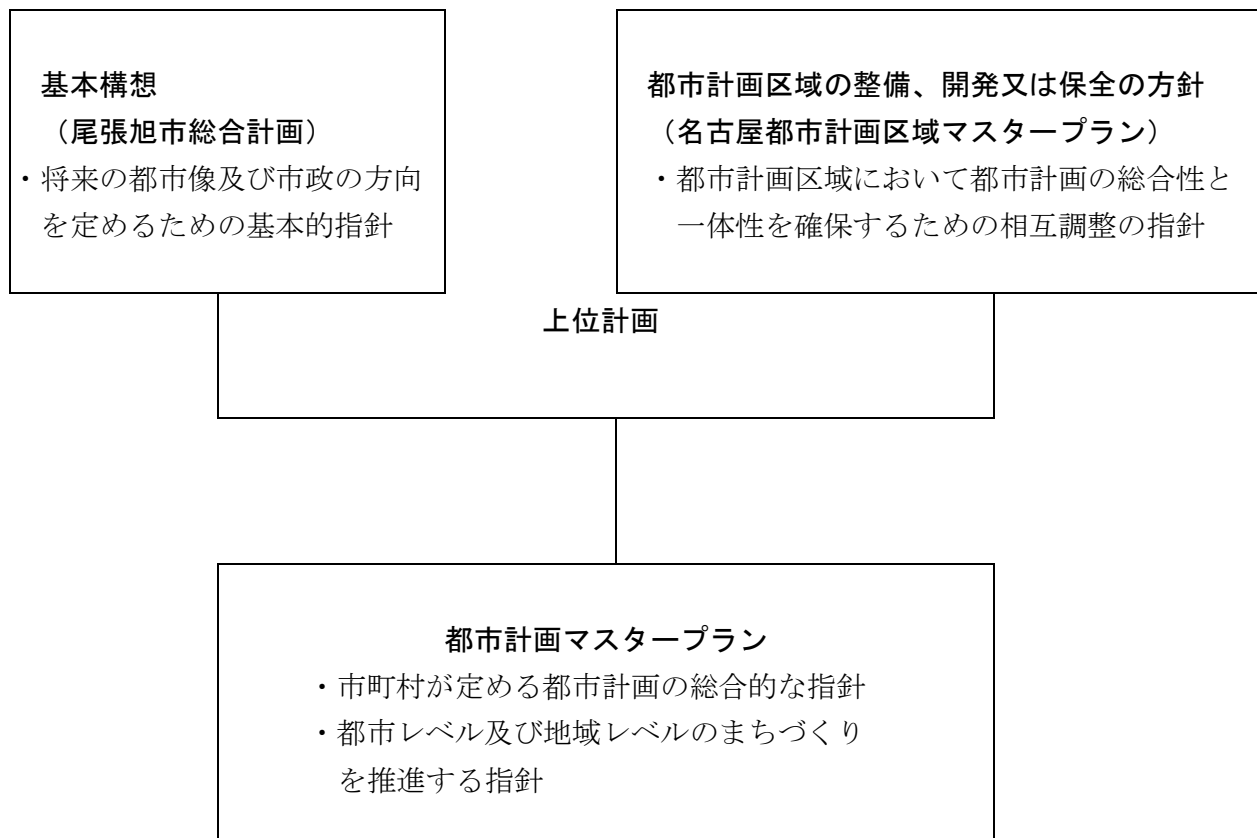 基本構想
（尾張旭市総合計画）
・将来の都市像及び市政の方向
を定めるための基本的指針
都市計画区域の整備、開発又は保全の方針
（名古屋都市計画区域マスタープラン）
・都市計画区域において都市計画の総合性と
一体性を確保するための相互調整の指針
上位計画
都市計画マスタープラン
・市町村が定める都市計画の総合的な指針
・都市レベル及び地域レベルのまちづくり
を推進する指針